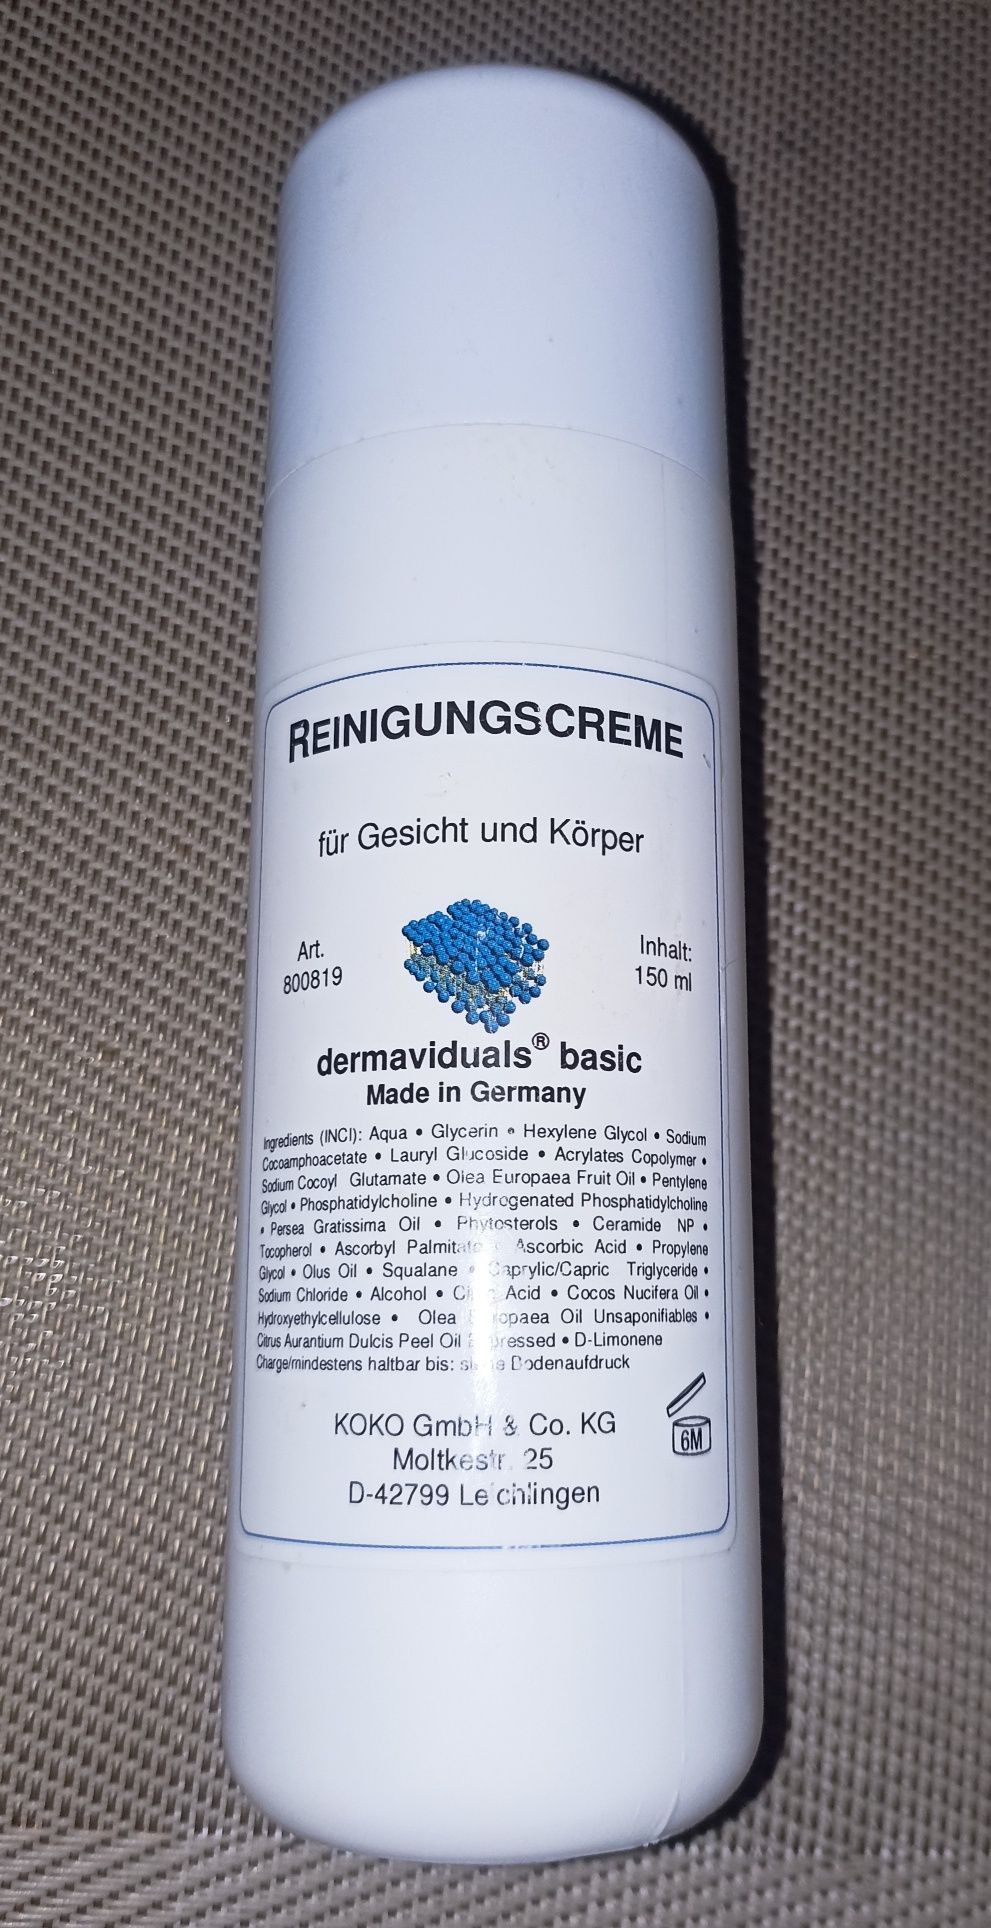 REINIGUNGSCREME
für Gesicht und Körper
Art.
800819
Inhalt:
150 ml
dermaviduals® basic
Made in Germany
Ingredients (INCI): Aqua • Glycerin • Hexylene Glycol • Sodium
Cocoamphoacetate • Lauryl Glucoside • Acrylates Copolymer •
Sodium Cocoyl Glutamate • Olea Europaea Fruit Oil • Pentylene
Glycol • Phosphatidylcholine • Hydrogenated Phosphatidylcholine
• Persea Gratissima Oil • Phytosterols • Ceramide NP •
Tocopherol • Ascorbyl Palmitate • Ascorbic Acid • Propylene
Glycol • Olus Oil • Squalane • Caprylic/Capric Triglyceride •
Sodium Chloride • Alcohol • Citric Acid • Cocos Nucifera Oil •
Hydroxyethylcellulose • Olea Europaea Oil Unsaponifiables •
Citrus Aurantium Dulcis Peel Oil Expressed • D-Limonene
Charge/mindestens haltbar bis: siehe Bodenaufdruck
KOKO GmbH & Co. KG
Moltkestr. 25
D-42799 Leichlingen
6M